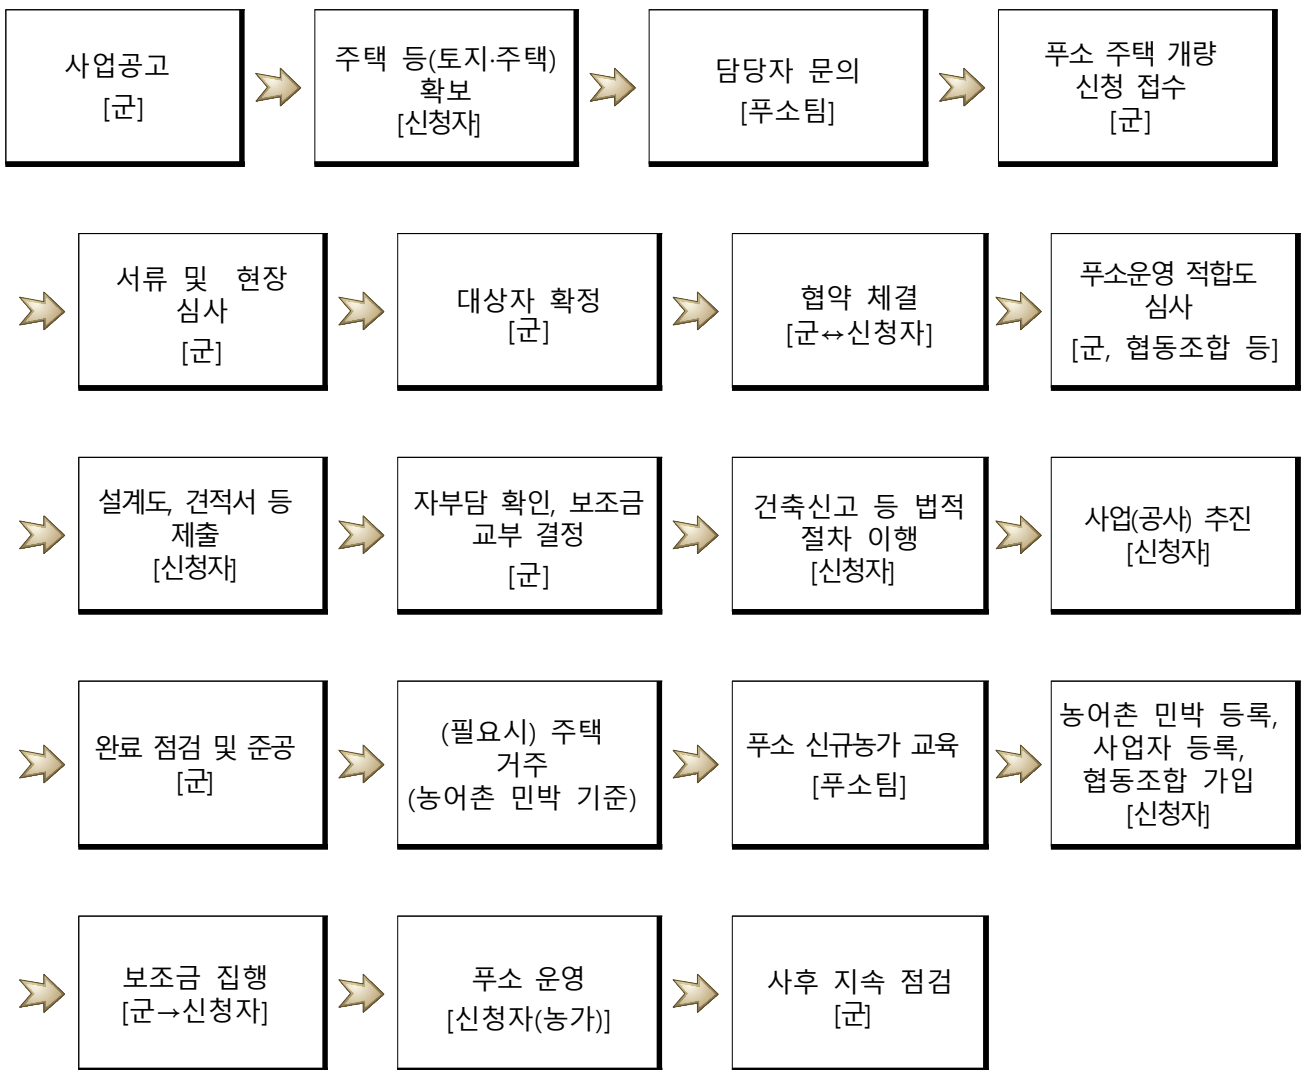 사업공고
[군]
주택 등(토지·주택)
확보
[신청자]
담당자 문의
[푸소팀]
푸소 주택 개량
신청 접수
[군]
서류 및 현장
심사
[군]
대상자 확정
[군]
협약 체결
[군↔신청자]
푸소운영 적합도
심사
[군, 협동조합 등]
설계도, 견적서 등
제출
[신청자]
자부담 확인, 보조금
교부 결정
[군]
건축신고 등 법적
절차 이행
[신청자]
사업(공사) 추진
[신청자]
완료 점검 및 준공
[군]
(필요시) 주택
거주
(농어촌 민박 기준)
푸소 신규농가 교육
[푸소팀]
농어촌 민박 등록,
사업자 등록,
협동조합 가입
[신청자]
보조금 집행
[군→신청자]
푸소 운영
[신청자(농가)]
사후 지속 점검
[군]